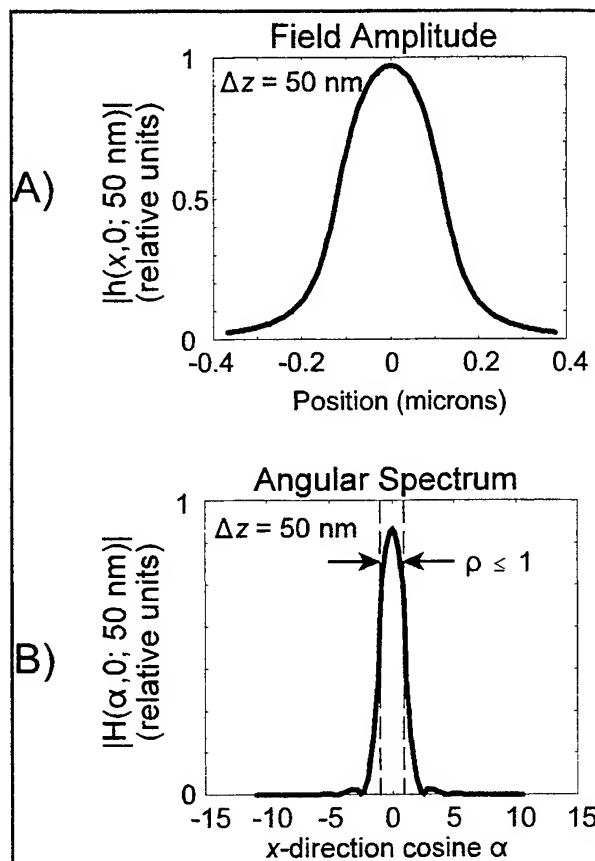 Field Amplitude
Δz = 50 nm
A)
|h(x,0; 50 nm)|
(relative units)
1
0.5
0
-0.4
-0.2
0
0.2
0.4
Position (microns)
Angular Spectrum
Δz = 50 nm
ρ ≤ 1
B)
|H(α,0; 50 nm)|
(relative units)
1
0
-15
-10
-5
0
5
10
15
x-direction cosine α